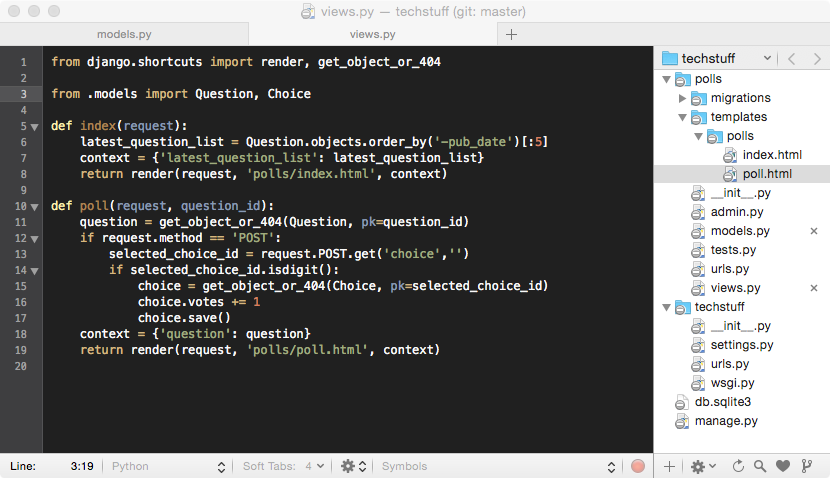 views.py — techstuff (git: master)
models.py
views.py
1 from django.shortcuts import render, get_object_or_404
2
3 from .models import Question, Choice
4
5 def index(request):
6 latest_question_list = Question.objects.order_by('-pub_date')[:5]
7 context = {'latest_question_list': latest_question_list}
8 return render(request, 'polls/index.html', context)
9
10 def poll(request, question_id):
11 question = get_object_or_404(Question, pk=question_id)
12 if request.method == 'POST':
13 selected_choice_id = request.POST.get('choice','')
14 if selected_choice_id.isdigit():
15 choice = get_object_or_404(Choice, pk=selected_choice_id)
16 choice.votes += 1
17 choice.save()
18 context = {'question': question}
19 return render(request, 'polls/poll.html', context)
20
techstuff
polls
migrations
templates
polls
index.html
poll.html
__init__.py
admin.py
models.py
tests.py
urls.py
views.py
techstuff
__init__.py
settings.py
urls.py
wsgi.py
db.sqlite3
manage.py
Line: 3:19 Python Soft Tabs: 4 Symbols